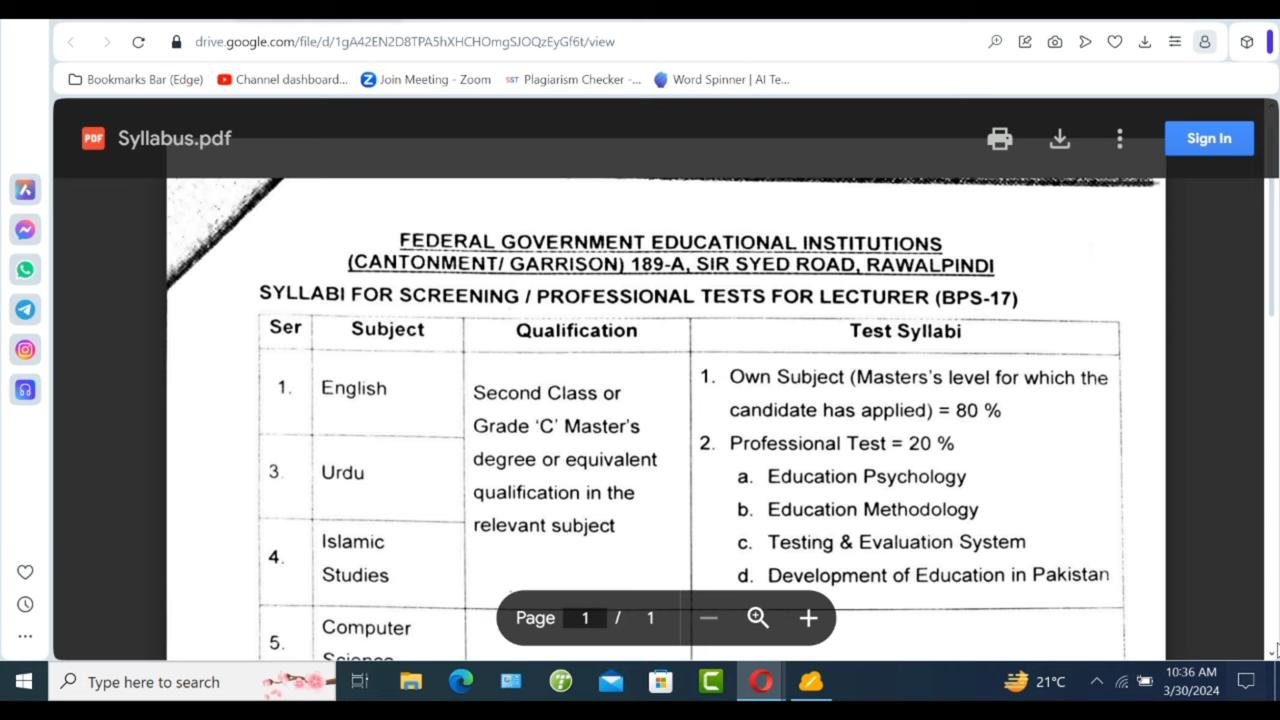 drive.google.com/file/d/1gA42EN2D8TPA5hXHCHOmgSJOQzEyGf6t/view
Bookmarks Bar (Edge)
Channel dashboard...
Join Meeting - Zoom
SST Plagiarism Checker -...
Word Spinner | AI Te...
PDF
Syllabus.pdf
Sign In
FEDERAL GOVERNMENT EDUCATIONAL INSTITUTIONS
(CANTONMENT/ GARRISON) 189-A, SIR SYED ROAD, RAWALPINDI
SYLLABI FOR SCREENING / PROFESSIONAL TESTS FOR LECTURER (BPS-17)
Ser Subject Qualification Test Syllabi
1. English
3. Urdu
4. Islamic
Studies
5. Computer
Science
Second Class or
Grade ‘C’ Master’s
degree or equivalent
qualification in the
relevant subject
1. Own Subject (Masters’s level for which the
candidate has applied) = 80 %
2. Professional Test = 20 %
a. Education Psychology
b. Education Methodology
c. Testing & Evaluation System
d. Development of Education in Pakistan
Page 1 / 1
Type here to search
21°C
10:36 AM
3/30/2024